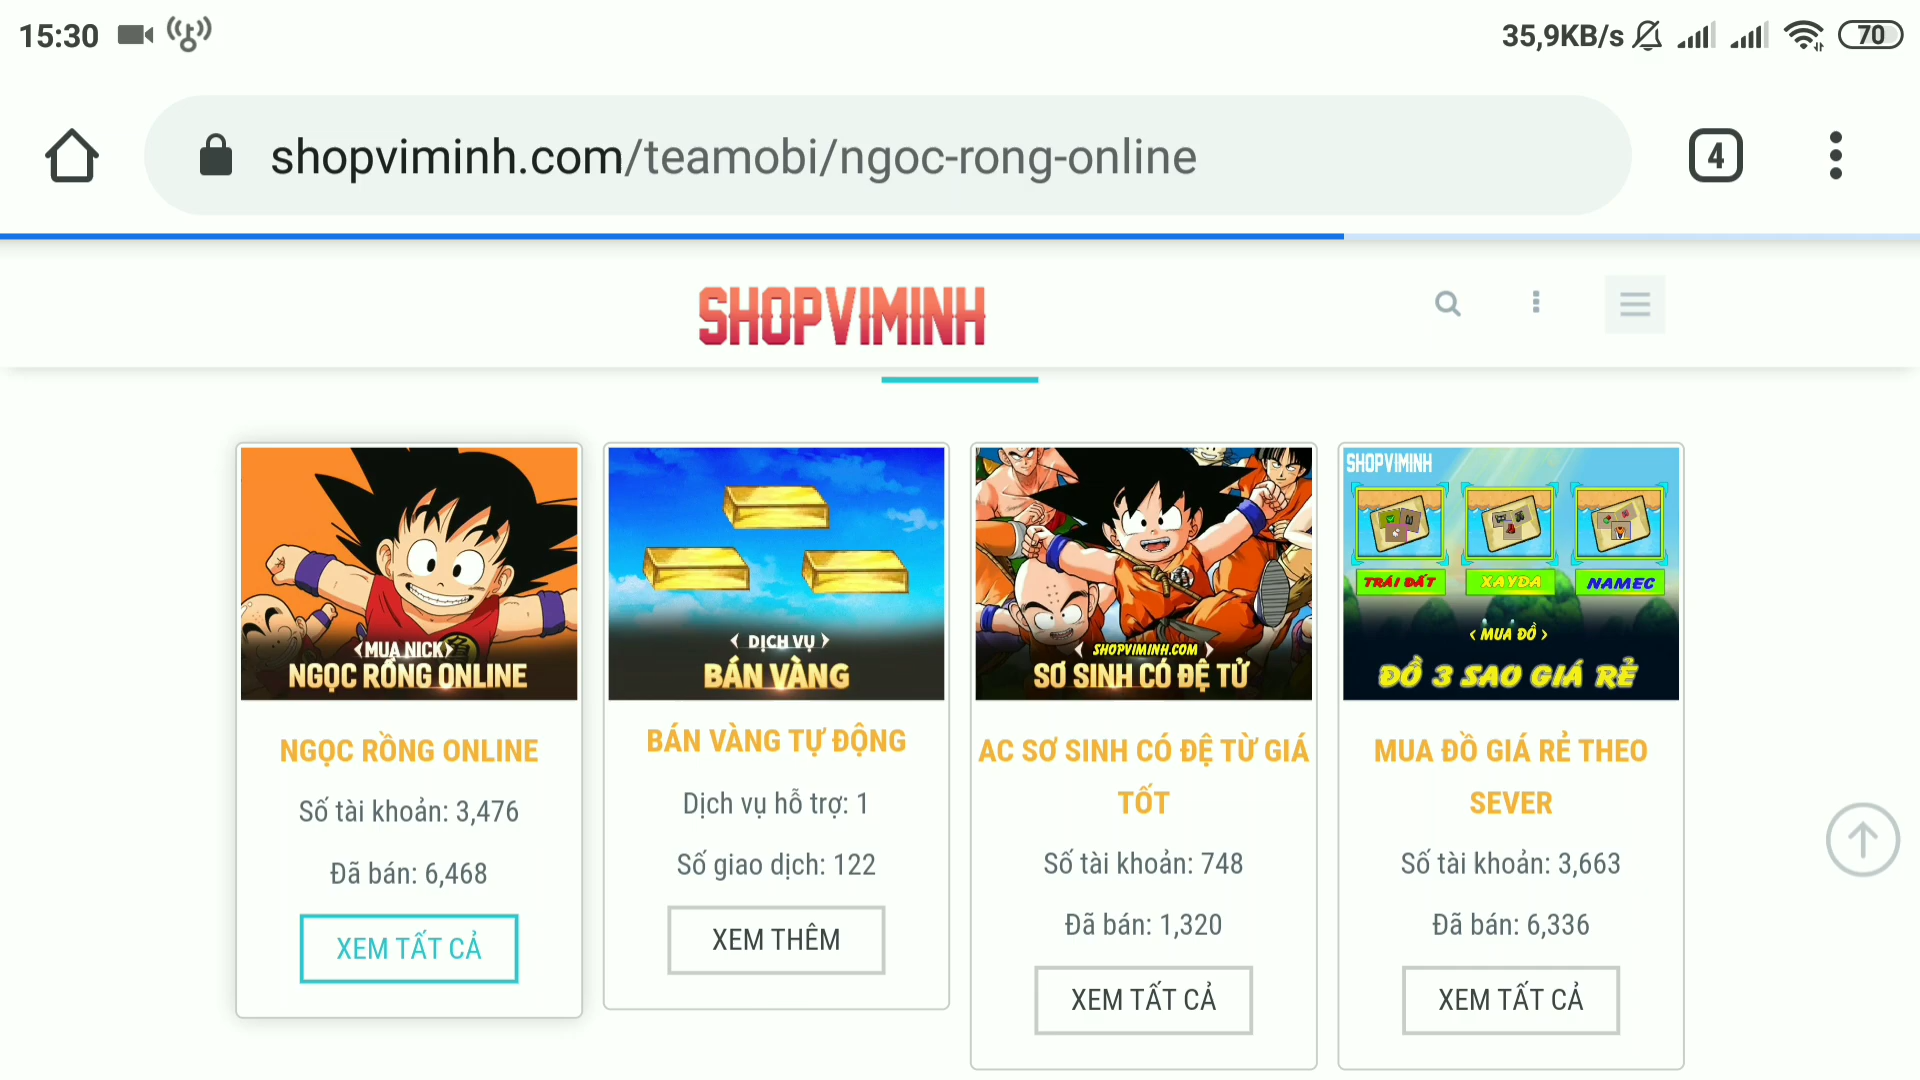 15:30
35,9KB/s
70
shopviminh.com/teamobi/ngoc-rong-online
4
SHOPVIMINH
‹MUA NICK›
NGỌC RỒNG ONLINE
NGỌC RỒNG ONLINE
Số tài khoản: 3,476
Đã bán: 6,468
XEM TẤT CẢ
‹ DỊCH VỤ ›
BÁN VÀNG
BÁN VÀNG TỰ ĐỘNG
Dịch vụ hỗ trợ: 1
Số giao dịch: 122
XEM THÊM
‹ SHOPVIMINH.COM ›
SƠ SINH CÓ ĐỆ TỬ
AC SƠ SINH CÓ ĐỆ TỪ GIÁ
TỐT
Số tài khoản: 748
Đã bán: 1,320
XEM TẤT CẢ
SHOPVIMINH
TRÁI ĐẤT
XAYDA
NAMEC
‹ MUA ĐỒ ›
ĐỒ 3 SAO GIÁ RẺ
MUA ĐỒ GIÁ RẺ THEO
SEVER
Số tài khoản: 3,663
Đã bán: 6,336
XEM TẤT CẢ